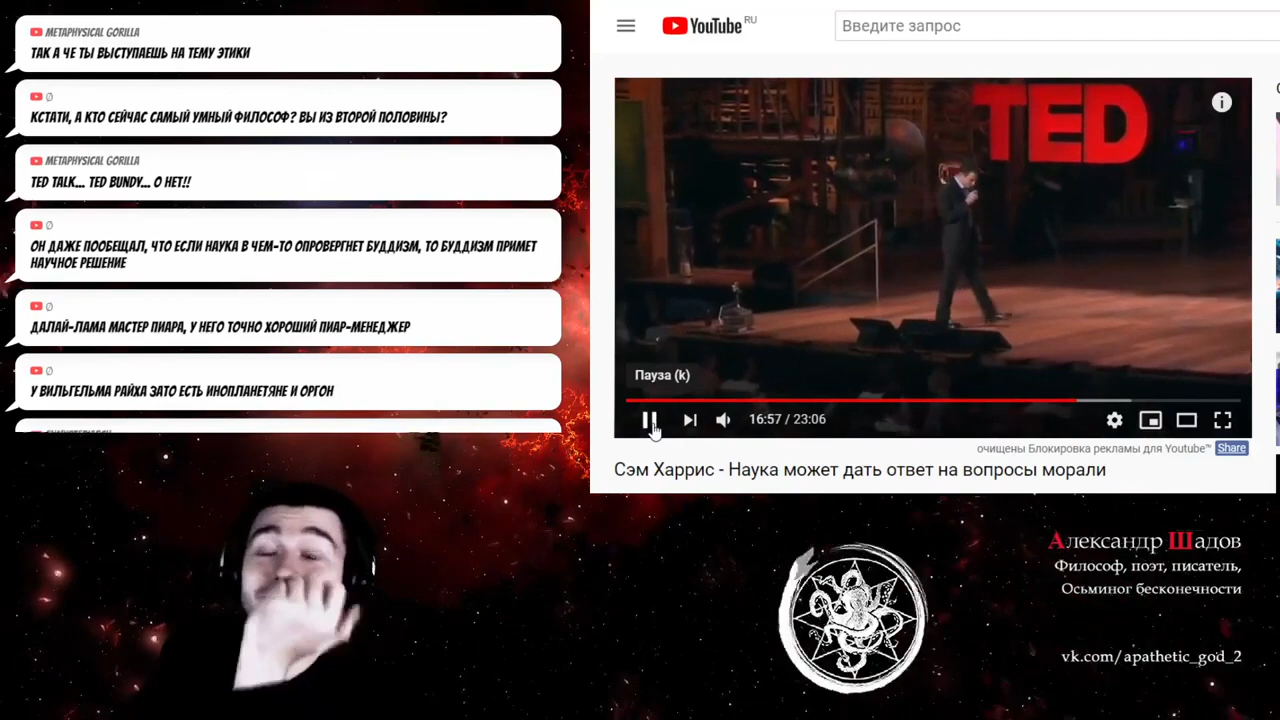 METAPHYSICAL GORILLA
ТАК А ЧЕ ТЫ ВЫСТУПАЕШЬ НА ТЕМУ ЭТИКИ
Ø
КСТАТИ, А КТО СЕЙЧАС САМЫЙ УМНЫЙ ФИЛОСОФ? ВЫ ИЗ ВТОРОЙ ПОЛОВИНЫ?
METAPHYSICAL GORILLA
TED TALK... TED BUNDY... О НЕТ!!
Ø
ОН ДАЖЕ ПООБЕЩАЛ, ЧТО ЕСЛИ НАУКА В ЧЕМ-ТО ОПРОВЕРГНЕТ БУДДИЗМ, ТО БУДДИЗМ ПРИМЕТ
НАУЧНОЕ РЕШЕНИЕ
Ø
ДАЛАЙ-ЛАМА МАСТЕР ПИАРА, У НЕГО ТОЧНО ХОРОШИЙ ПИАР-МЕНЕДЖЕР
Ø
У ВИЛЬГЕЛЬМА РАЙХА ЗАТО ЕСТЬ ИНОПЛАНЕТЯНЕ И ОРГОН
YouTube RU
Введите запрос
TED
Пауза (k)
16:57 / 23:06
очищены Блокировка рекламы для Youtube™ Share
Сэм Харрис - Наука может дать ответ на вопросы морали
Александр Шадов
Философ, поэт, писатель,
Осьминог бесконечности
vk.com/apathetic_god_2